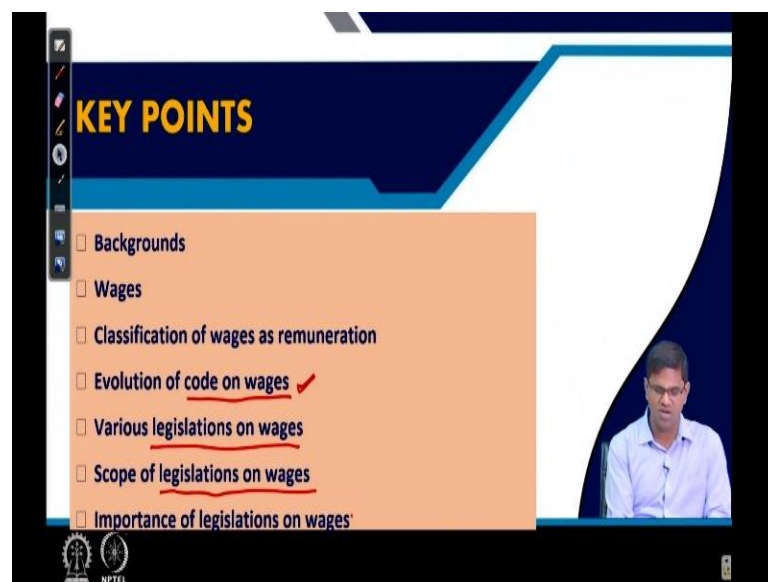 KEY POINTS
Backgrounds
Wages
Classification of wages as remuneration
Evolution of code on wages
Various legislations on wages
Scope of legislations on wages
Importance of legislations on wages
NPTEL